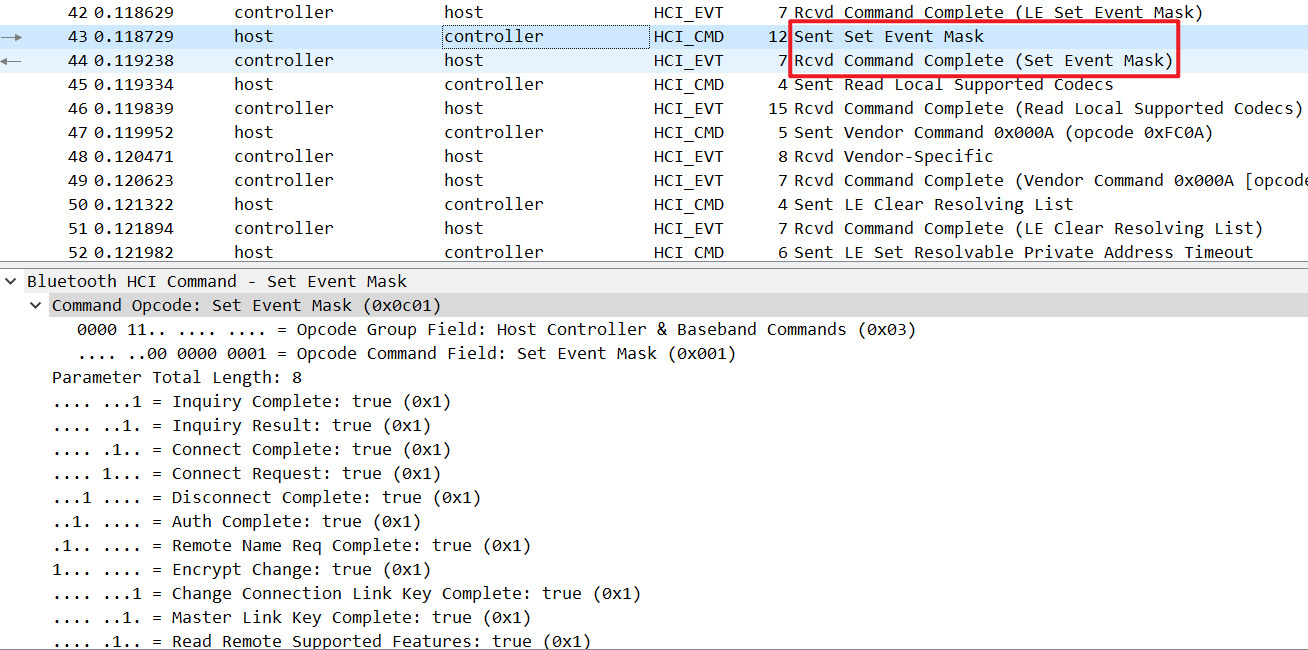 42 0.118629 controller host HCI_EVT 7 Rcvd Command Complete (LE Set Event Mask)
43 0.118729 host controller HCI_CMD 12 Sent Set Event Mask
44 0.119238 controller host HCI_EVT 7 Rcvd Command Complete (Set Event Mask)
45 0.119334 host controller HCI_CMD 4 Sent Read Local Supported Codecs
46 0.119839 controller host HCI_EVT 15 Rcvd Command Complete (Read Local Supported Codecs)
47 0.119952 host controller HCI_CMD 5 Sent Vendor Command 0x000A (opcode 0xFC0A)
48 0.120471 controller host HCI_EVT 8 Rcvd Vendor-Specific
49 0.120623 controller host HCI_EVT 7 Rcvd Command Complete (Vendor Command 0x000A [opcode
50 0.121322 host controller HCI_CMD 4 Sent LE Clear Resolving List
51 0.121894 controller host HCI_EVT 7 Rcvd Command Complete (LE Clear Resolving List)
52 0.121982 host controller HCI_CMD 6 Sent LE Set Resolvable Private Address Timeout
Bluetooth HCI Command - Set Event Mask
Command Opcode: Set Event Mask (0x0c01)
0000 11.. .... .... = Opcode Group Field: Host Controller & Baseband Commands (0x03)
.... ..00 0000 0001 = Opcode Command Field: Set Event Mask (0x001)
Parameter Total Length: 8
.... ...1 = Inquiry Complete: true (0x1)
.... ..1. = Inquiry Result: true (0x1)
.... .1.. = Connect Complete: true (0x1)
.... 1... = Connect Request: true (0x1)
...1 .... = Disconnect Complete: true (0x1)
..1. .... = Auth Complete: true (0x1)
.1.. .... = Remote Name Req Complete: true (0x1)
1... .... = Encrypt Change: true (0x1)
.... ...1 = Change Connection Link Key Complete: true (0x1)
.... ..1. = Master Link Key Complete: true (0x1)
.... .1.. = Read Remote Supported Features: true (0x1)